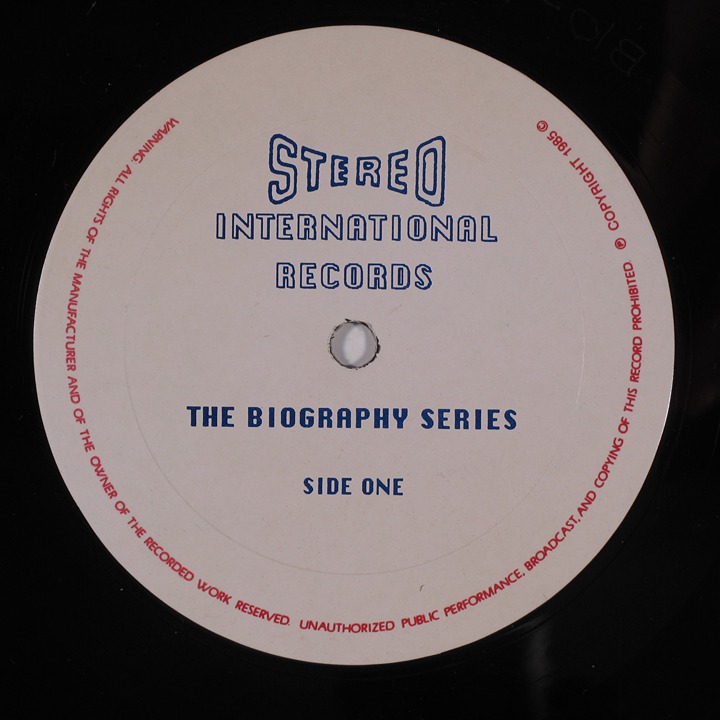 STEREO
INTERNATIONAL
RECORDS
THE BIOGRAPHY SERIES
SIDE ONE
WARNING. ALL RIGHTS OF THE MANUFACTURER AND OF THE OWNER OF THE RECORDED WORK RESERVED. UNAUTHORIZED PUBLIC PERFORMANCE, BROADCAST, AND COPYING OF THIS RECORD PROHIBITED. ℗ COPYRIGHT 1985 ©